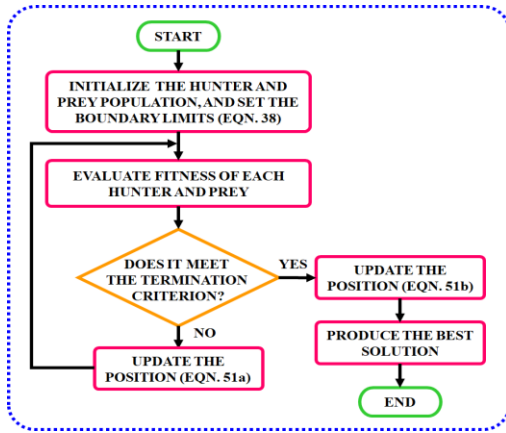 START
INITIALIZE THE HUNTER AND
PREY POPULATION, AND SET THE
BOUNDARY LIMITS (EQN. 38)
EVALUATE FITNESS OF EACH
HUNTER AND PREY
DOES IT MEET
THE TERMINATION
CRITERION?
YES
UPDATE THE
POSITION (EQN. 51b)
NO
UPDATE THE
POSITION (EQN. 51a)
PRODUCE THE BEST
SOLUTION
END